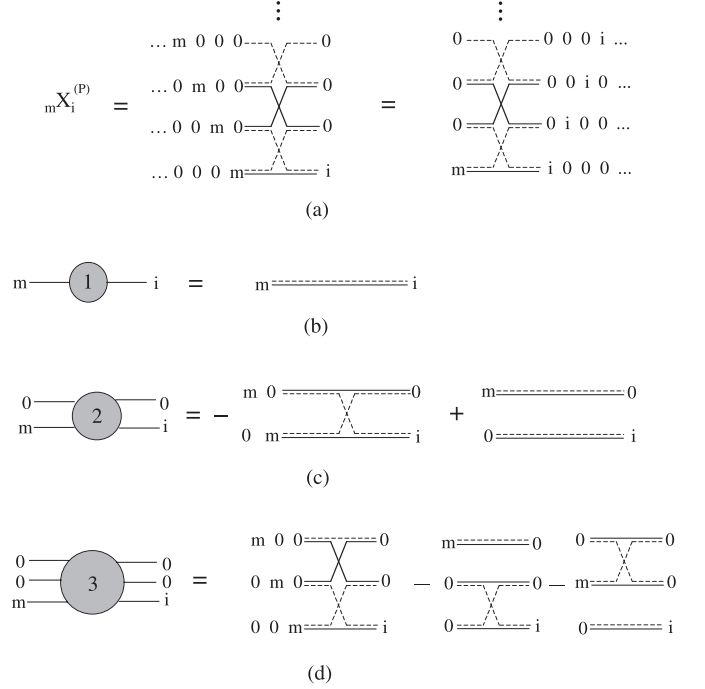 ... m 0 0 0 0 0 0 0 0 i ...
mXi(P) = ... 0 m 0 0 0 = 0 0 0 i 0 ...
... 0 0 m 0 0 0 0 i 0 0 ...
... 0 0 0 m i m i 0 0 0 ...
(a)
m 1 i = m i
(b)
0 2 0 = − m 0 0 + m 0
m i 0 m i 0 i
(c)
0 3 0 = m 0 0 0 − m 0 − 0 0
0 0 0 m 0 0 0 0 m 0
m i 0 0 m i 0 i 0 i
(d)